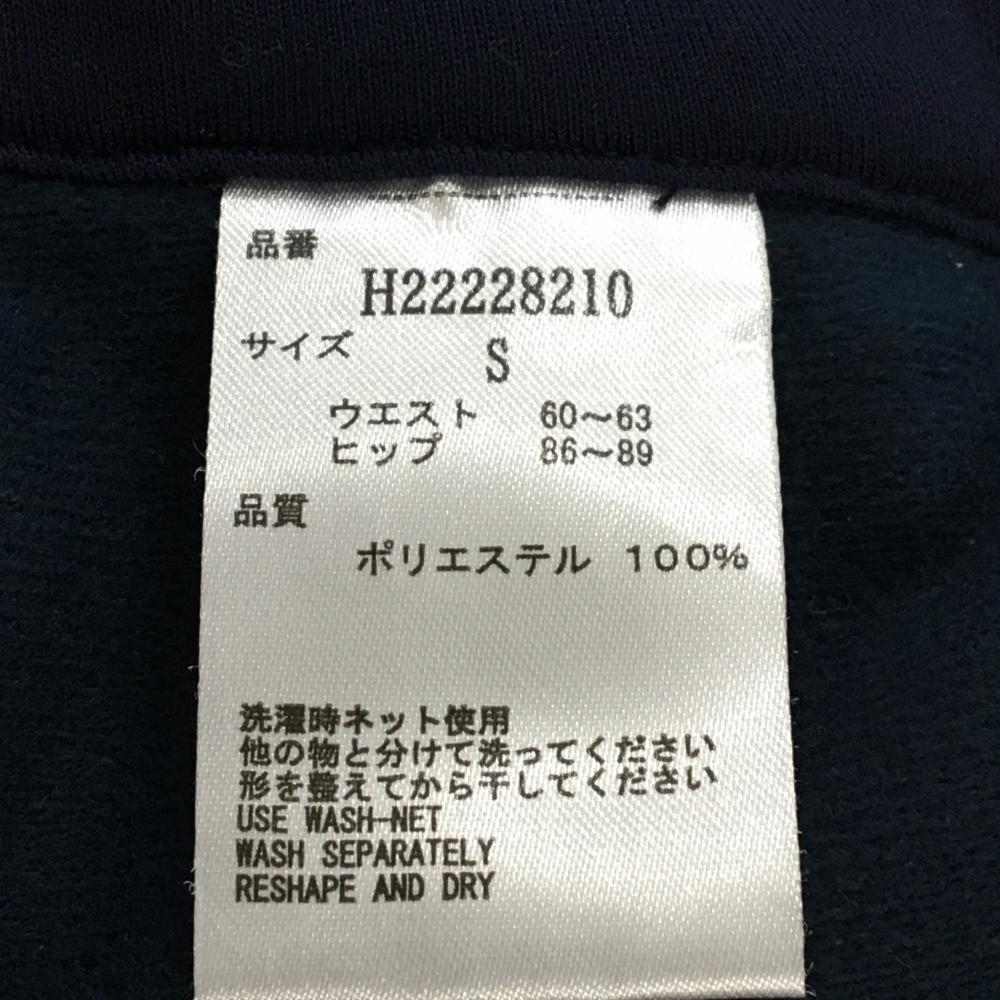 品番
H22228210
サイズ S
ウエスト 60～63
ヒップ 86～89
品質
ポリエステル 100%
洗濯時ネット使用
他の物と分けて洗ってください
形を整えてから干してください
USE WASH-NET
WASH SEPARATELY
RESHAPE AND DRY